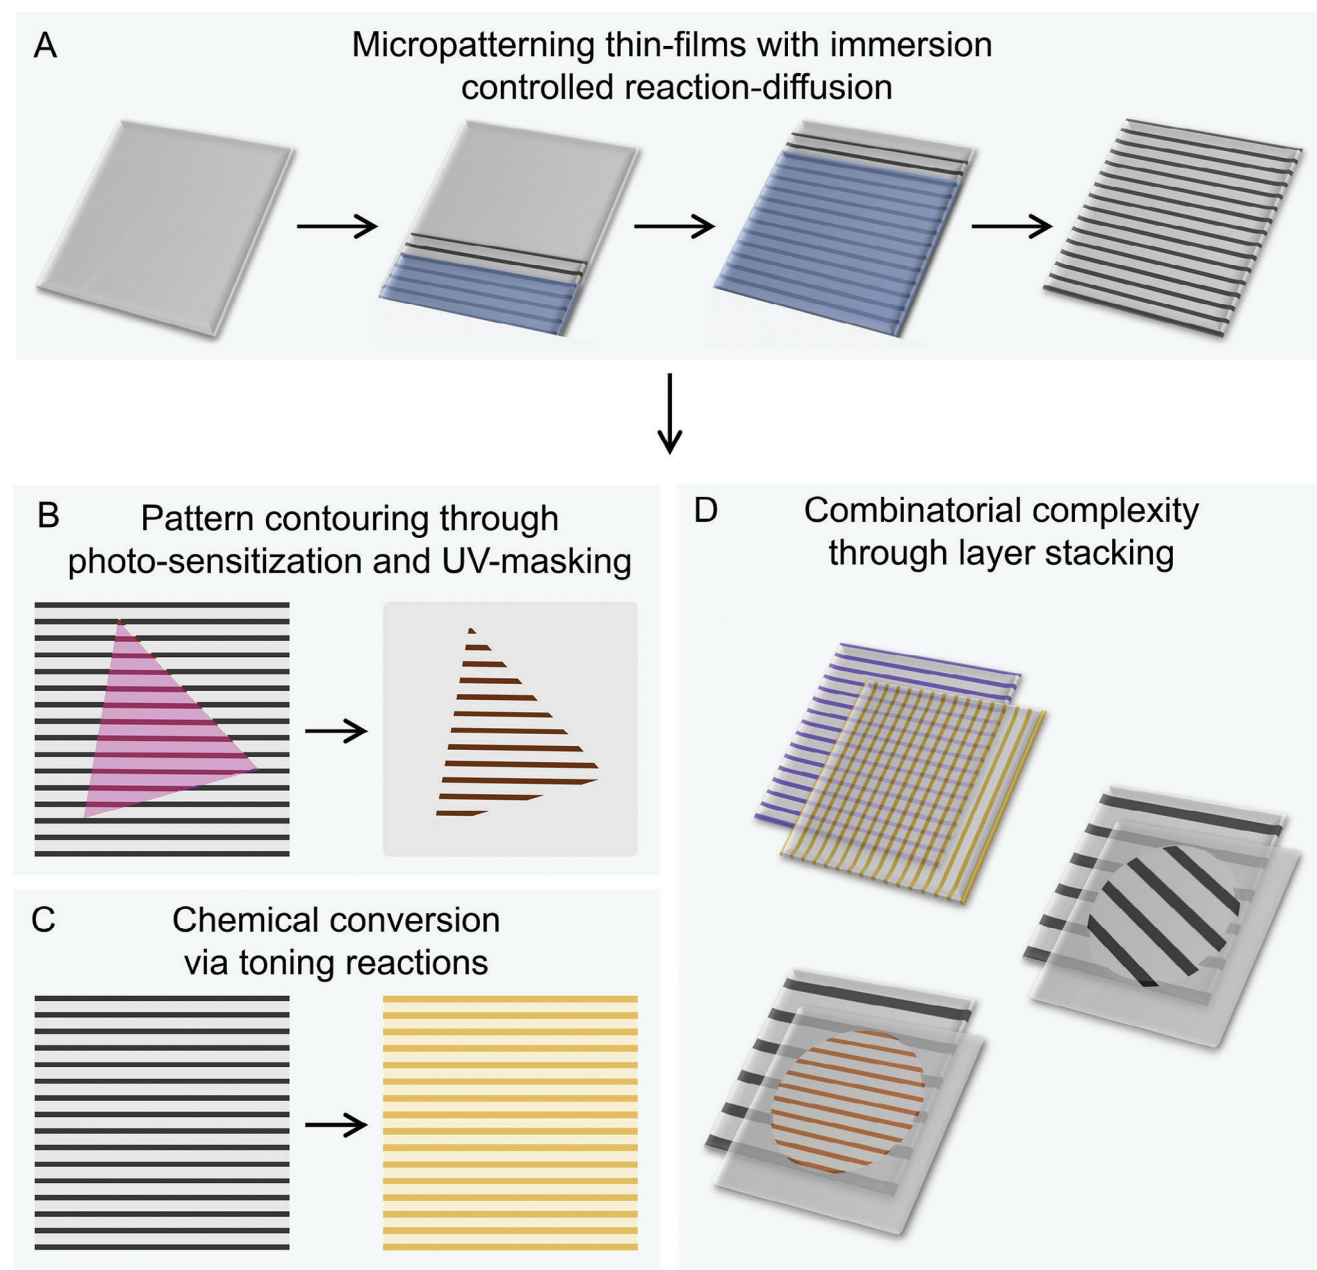 A
Micropatterning thin-films with immersion
controlled reaction-diffusion
B
Pattern contouring through
photo-sensitization and UV-masking
C
Chemical conversion
via toning reactions
D
Combinatorial complexity
through layer stacking